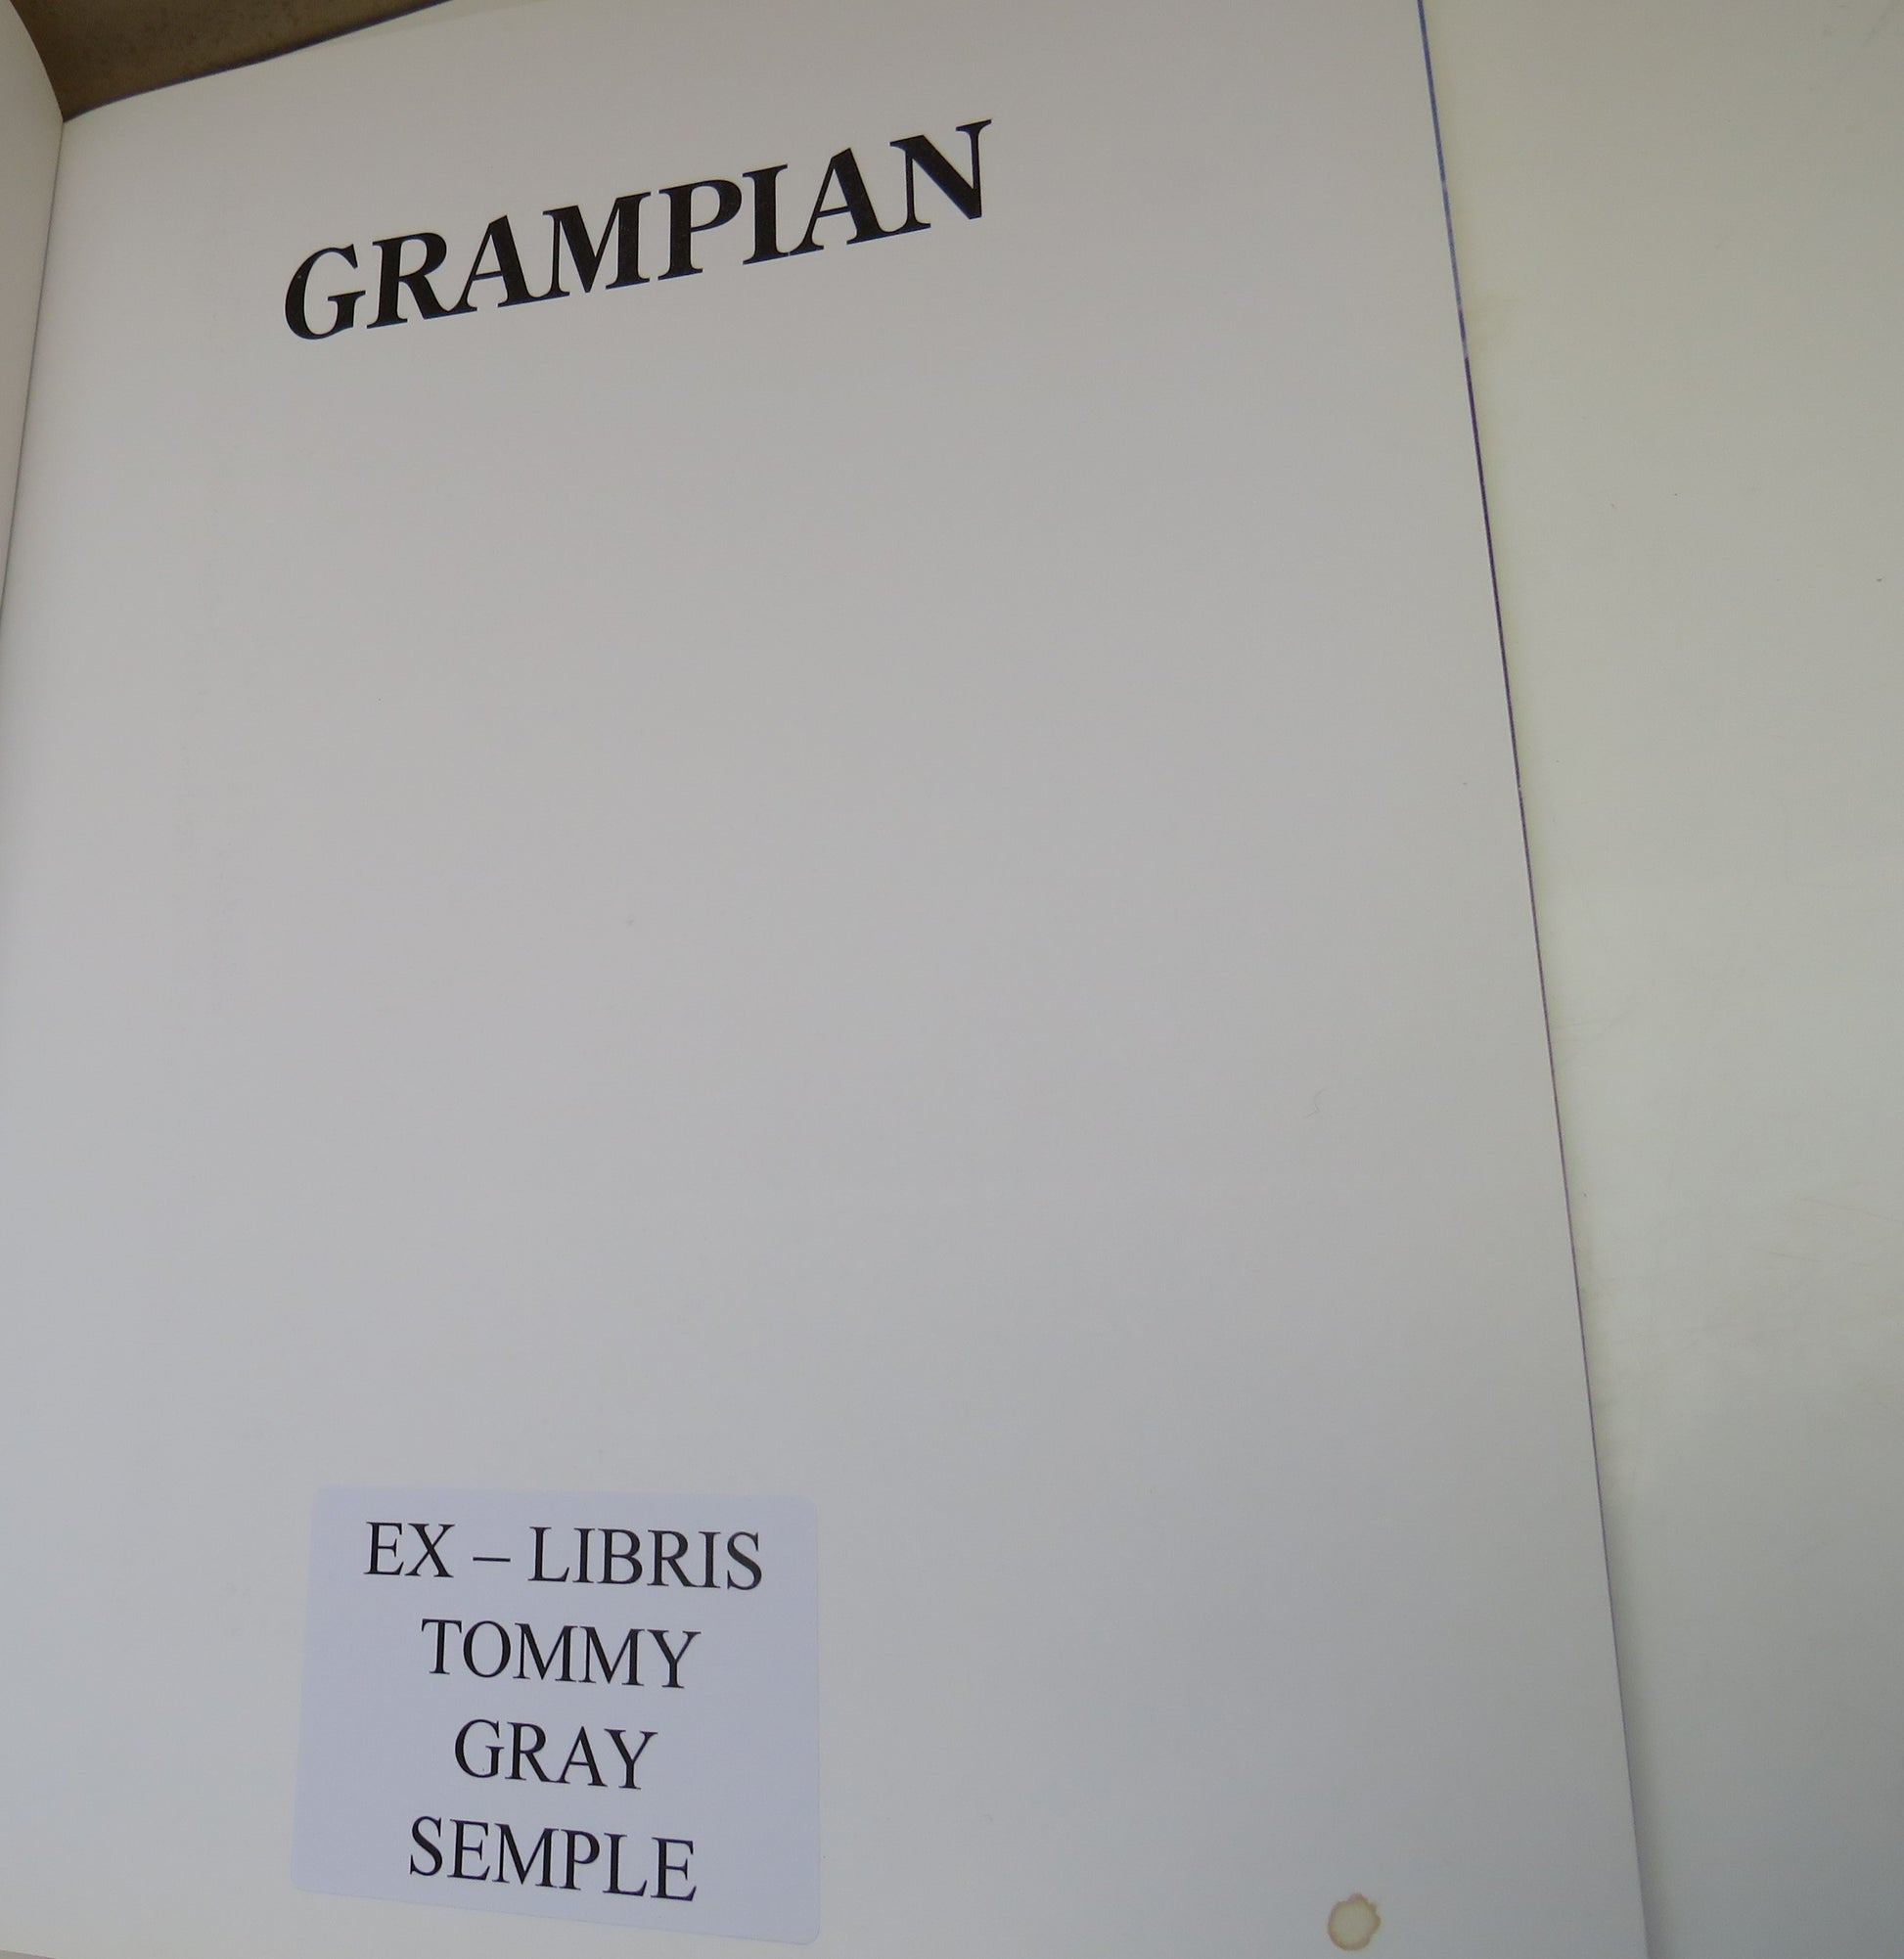 GRAMPIAN
EX – LIBRIS
TOMMY
GRAY
SEMPLE